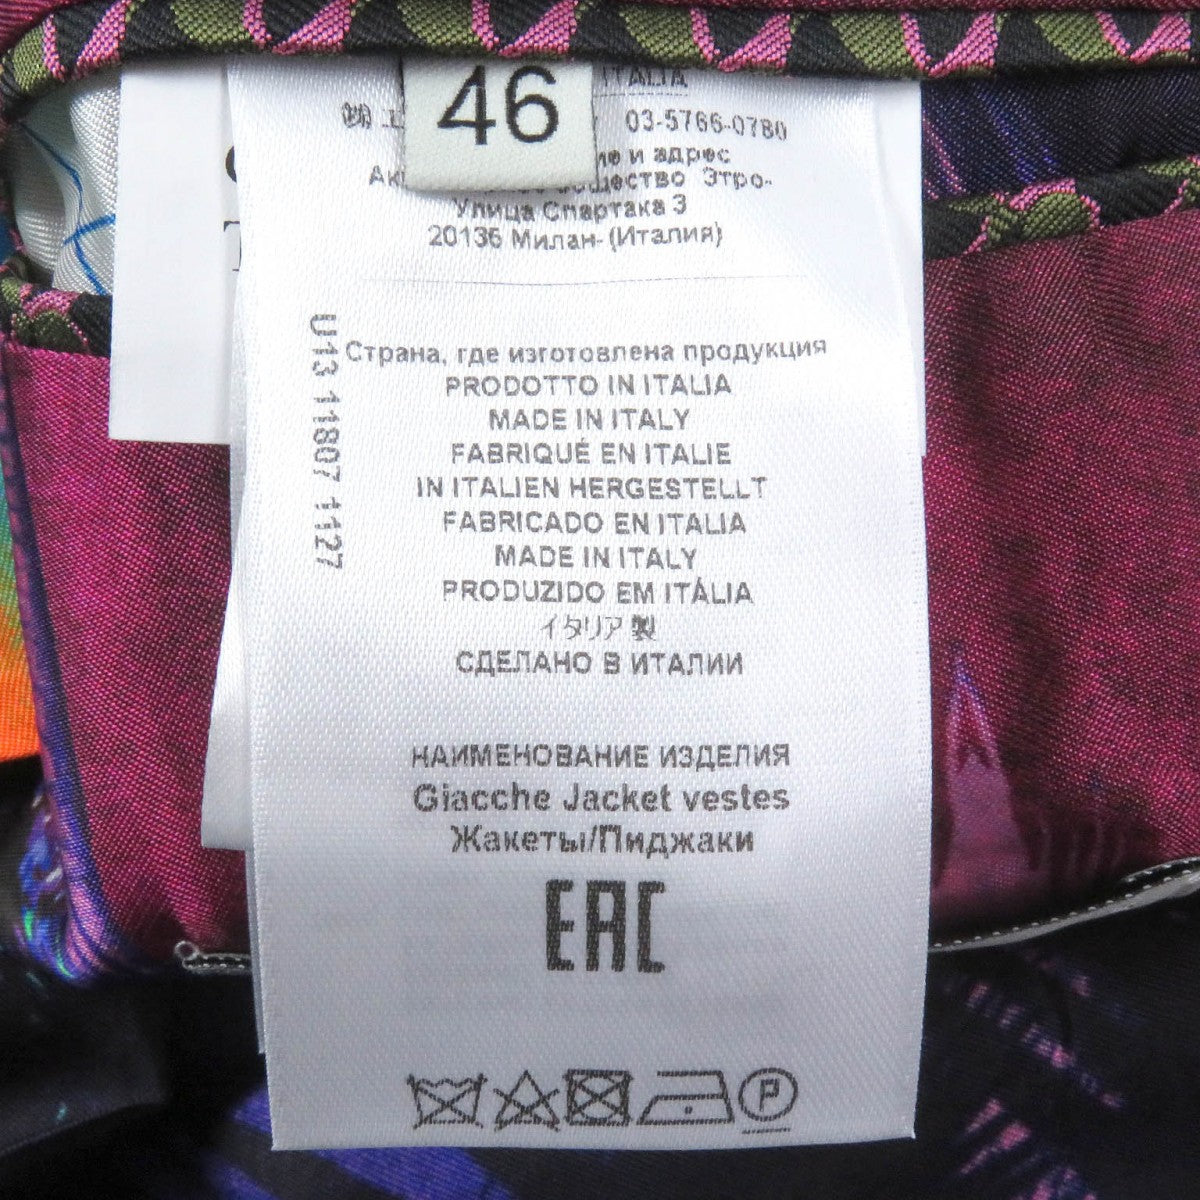 46
ITALIA
03-5766-0780
и адрес
Этро-
Улица Спартака 3
20136 Милан- (Италия)
U13 11807 1127
Страна, где изготовлена продукция
PRODOTTO IN ITALIA
MADE IN ITALY
FABRIQUÉ EN ITALIE
IN ITALIEN HERGESTELLT
FABRICADO EN ITALIA
MADE IN ITALY
PRODUZIDO EM ITÁLIA
イタリア製
СДЕЛАНО В ИТАЛИИ
НАИМЕНОВАНИЕ ИЗДЕЛИЯ
Giacche Jacket vestes
Жакеты/Пиджаки
EAC
P